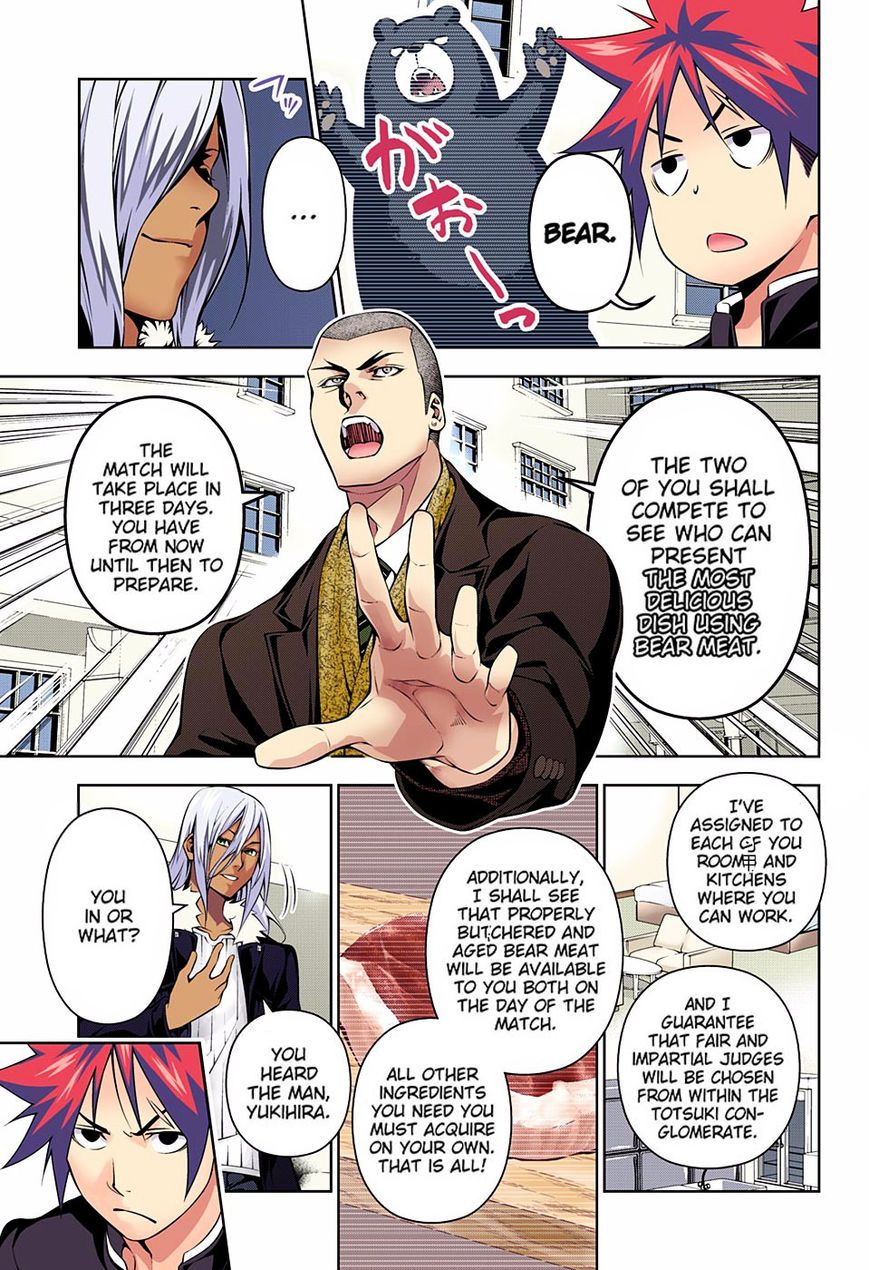 BEAR.
がおーっ
...
THE TWO
OF YOU SHALL
COMPETE TO
SEE WHO CAN
PRESENT
THE MOST
DELICIOUS
DISH USING
BEAR MEAT.
THE
MATCH WILL
TAKE PLACE IN
THREE DAYS.
YOU HAVE
FROM NOW
UNTIL THEN TO
PREPARE.
I'VE
ASSIGNED TO
EACH OF YOU
ROOMS AND
KITCHENS
WHERE YOU
CAN WORK.
AND I
GUARANTEE
THAT FAIR AND
IMPARTIAL JUDGES
WILL BE CHOSEN
FROM WITHIN THE
TOTSUKI CON-
GLOMERATE.
ADDITIONALLY,
I SHALL SEE
THAT PROPERLY
BUTCHERED AND
AGED BEAR MEAT
WILL BE AVAILABLE
TO YOU BOTH ON
THE DAY OF THE
MATCH.
ALL OTHER
INGREDIENTS
YOU NEED YOU
MUST ACQUIRE
ON YOUR OWN.
THAT IS ALL!
YOU
HEARD
THE MAN,
YUKIHIRA.
YOU
IN OR
WHAT?